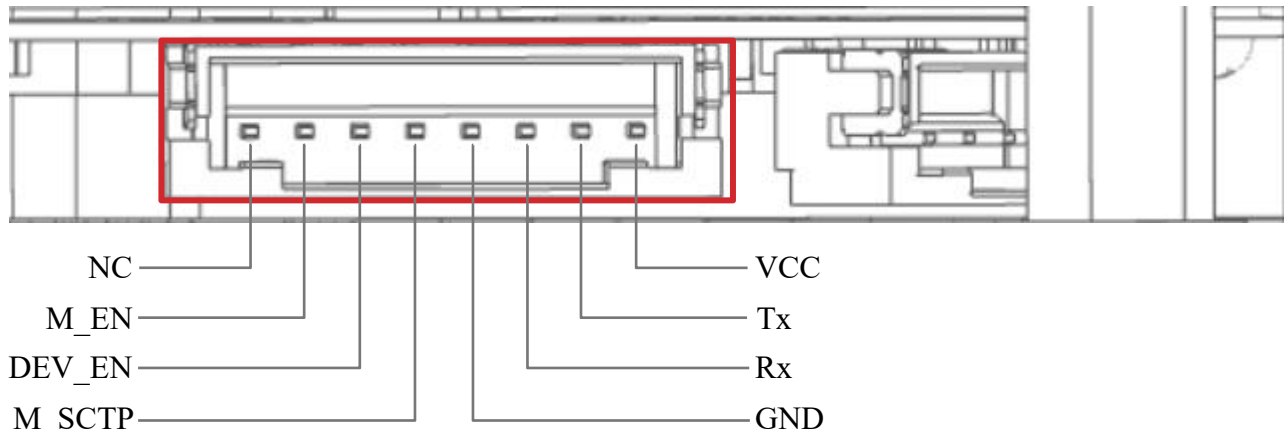 NC
VCC
M_EN
Tx
DEV_EN
Rx
M_SCTP
GND